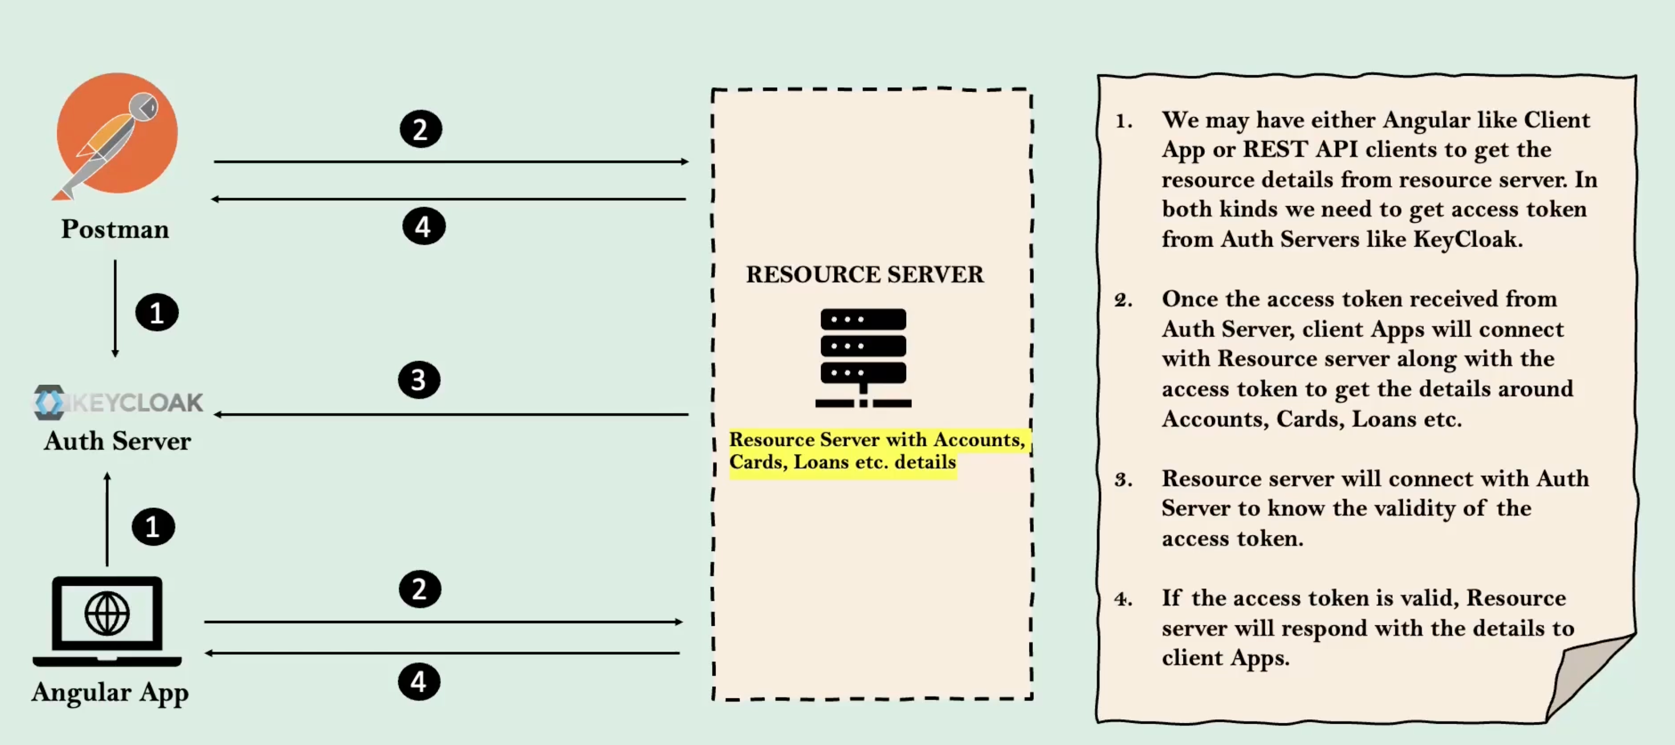 2
4
Postman
1
KEYCLOAK
Auth Server
3
1
2
4
Angular App
RESOURCE SERVER
Resource Server with Accounts,
Cards, Loans etc. details
1. We may have either Angular like Client
App or REST API clients to get the
resource details from resource server. In
both kinds we need to get access token
from Auth Servers like KeyCloak.
2. Once the access token received from
Auth Server, client Apps will connect
with Resource server along with the
access token to get the details around
Accounts, Cards, Loans etc.
3. Resource server will connect with Auth
Server to know the validity of the
access token.
4. If the access token is valid, Resource
server will respond with the details to
client Apps.